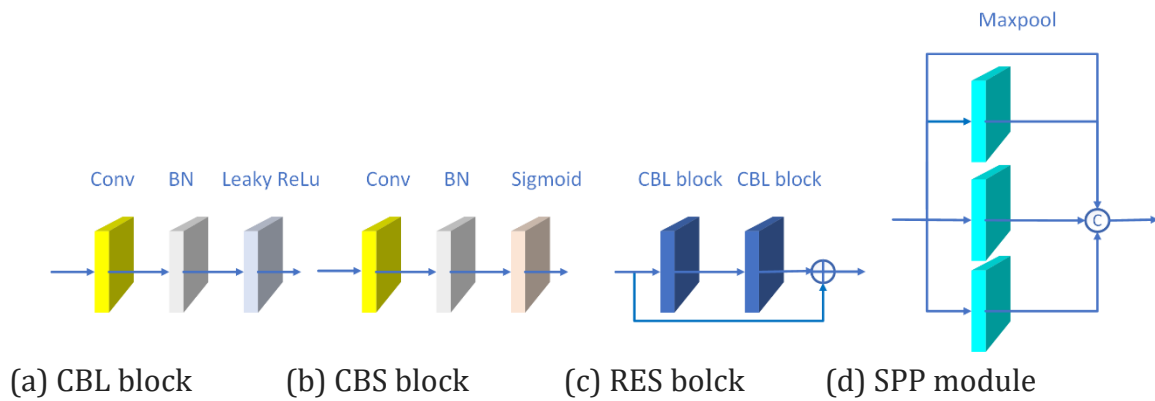 Maxpool
Conv BN Leaky ReLu Conv BN Sigmoid CBL block CBL block
C
(a) CBL block (b) CBS block (c) RES bolck (d) SPP module